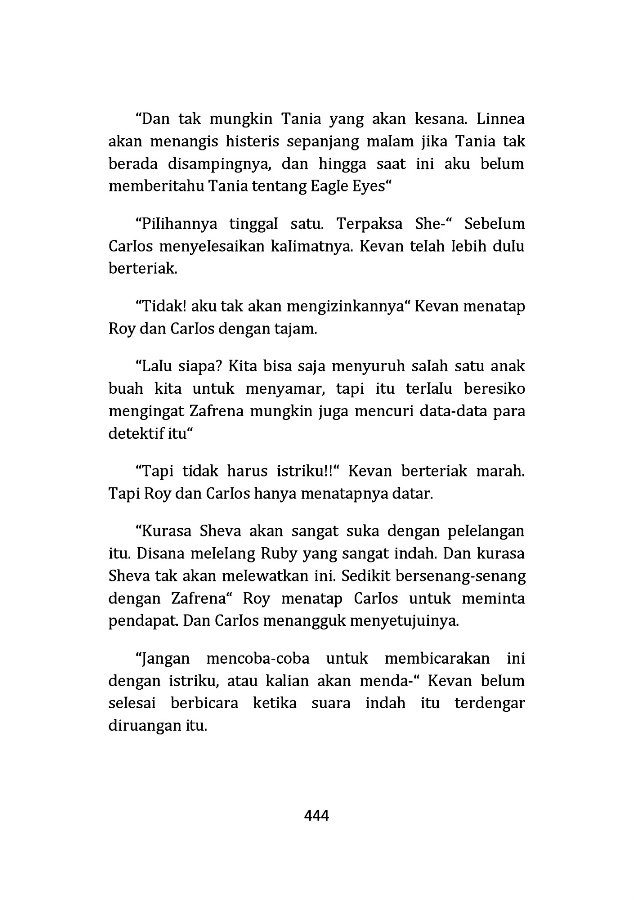 “Dan tak mungkin Tania yang akan kesana. Linnea
akan menangis histeris sepanjang malam jika Tania tak
berada disampingnya, dan hingga saat ini aku belum
memberitahu Tania tentang Eagle Eyes“
“Pilihannya tinggal satu. Terpaksa She-“ Sebelum
Carlos menyelesaikan kalimatnya. Kevan telah lebih dulu
berteriak.
“Tidak! aku tak akan mengizinkannya“ Kevan menatap
Roy dan Carlos dengan tajam.
“Lalu siapa? Kita bisa saja menyuruh salah satu anak
buah kita untuk menyamar, tapi itu terlalu beresiko
mengingat Zafrena mungkin juga mencuri data-data para
detektif itu“
“Tapi tidak harus istriku!!“ Kevan berteriak marah.
Tapi Roy dan Carlos hanya menatapnya datar.
“Kurasa Sheva akan sangat suka dengan pelelangan
itu. Disana melelang Ruby yang sangat indah. Dan kurasa
Sheva tak akan melewatkan ini. Sedikit bersenang-senang
dengan Zafrena“ Roy menatap Carlos untuk meminta
pendapat. Dan Carlos menangguk menyetujuinya.
“Jangan mencoba-coba untuk membicarakan ini
dengan istriku, atau kalian akan menda-“ Kevan belum
selesai berbicara ketika suara indah itu terdengar
diruangan itu.
444